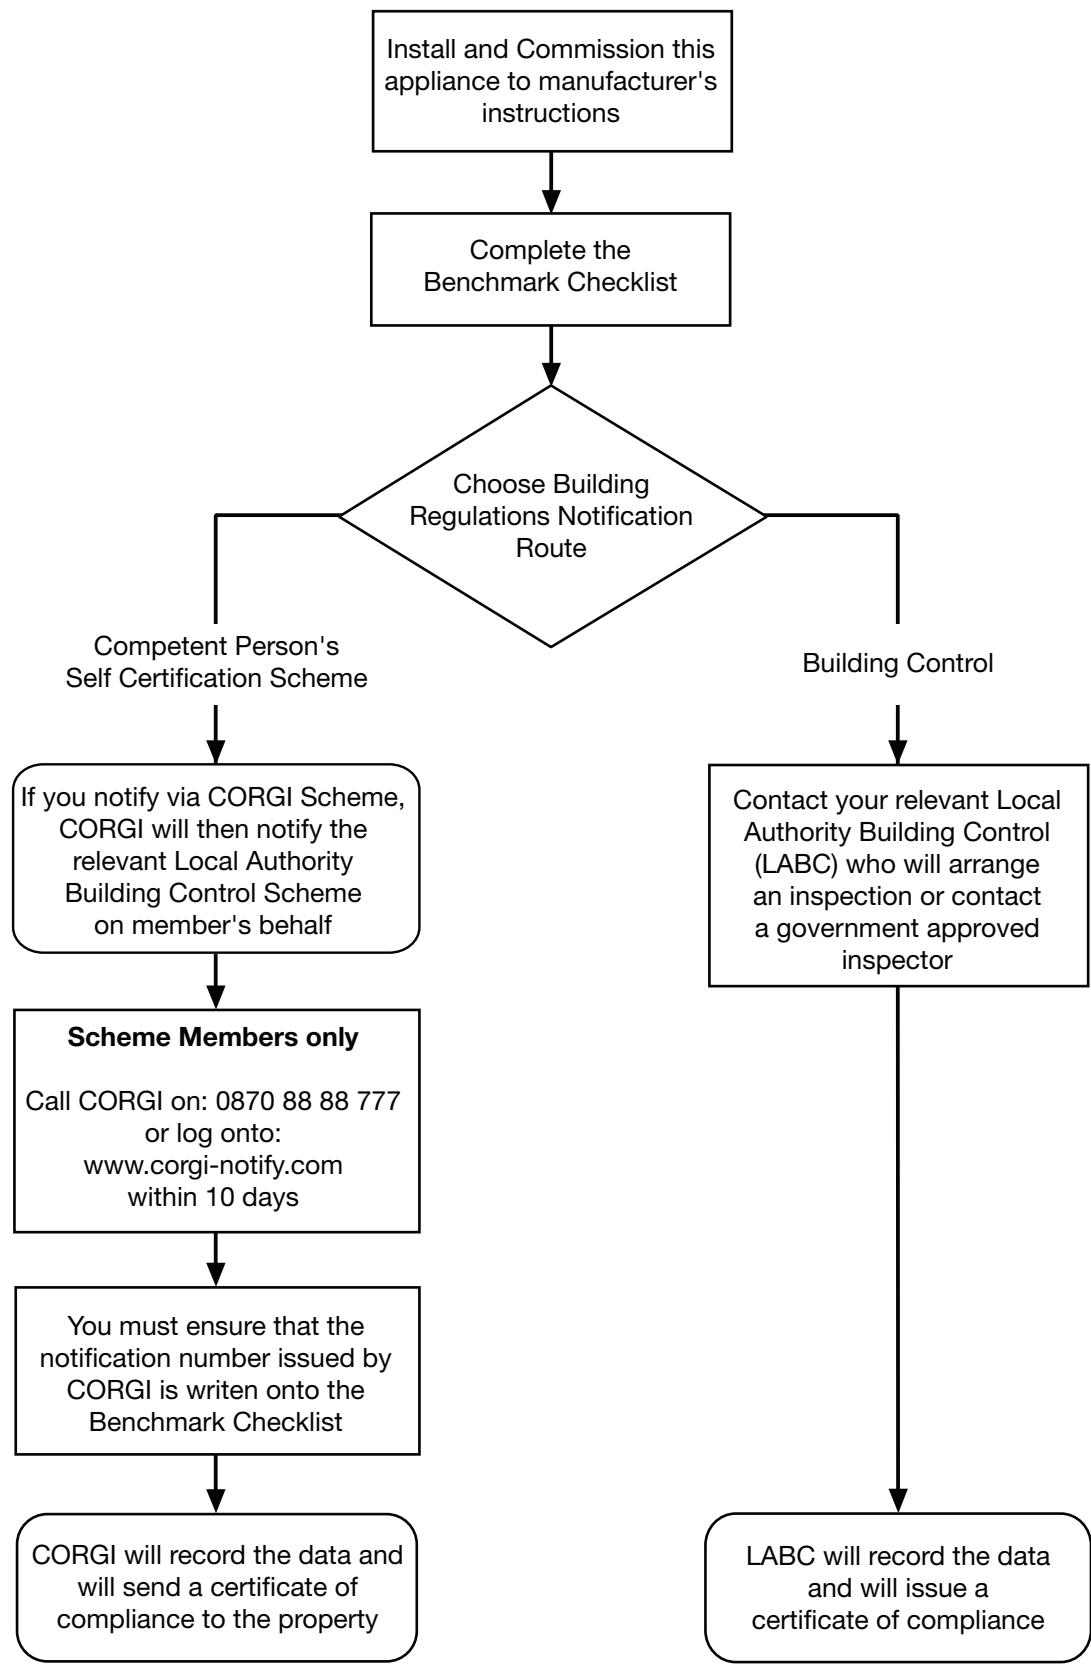 Install and Commission this
appliance to manufacturer's
instructions
Complete the
Benchmark Checklist
Choose Building
Regulations Notification
Route
Competent Person's
Self Certification Scheme
If you notify via CORGI Scheme,
CORGI will then notify the
relevant Local Authority
Building Control Scheme
on member's behalf
Scheme Members only
Call CORGI on: 0870 88 88 777
or log onto:
www.corgi-notify.com
within 10 days
You must ensure that the
notification number issued by
CORGI is writen onto the
Benchmark Checklist
CORGI will record the data and
will send a certificate of
compliance to the property
Building Control
Contact your relevant Local
Authority Building Control
(LABC) who will arrange
an inspection or contact
a government approved
inspector
LABC will record the data
and will issue a
certificate of compliance